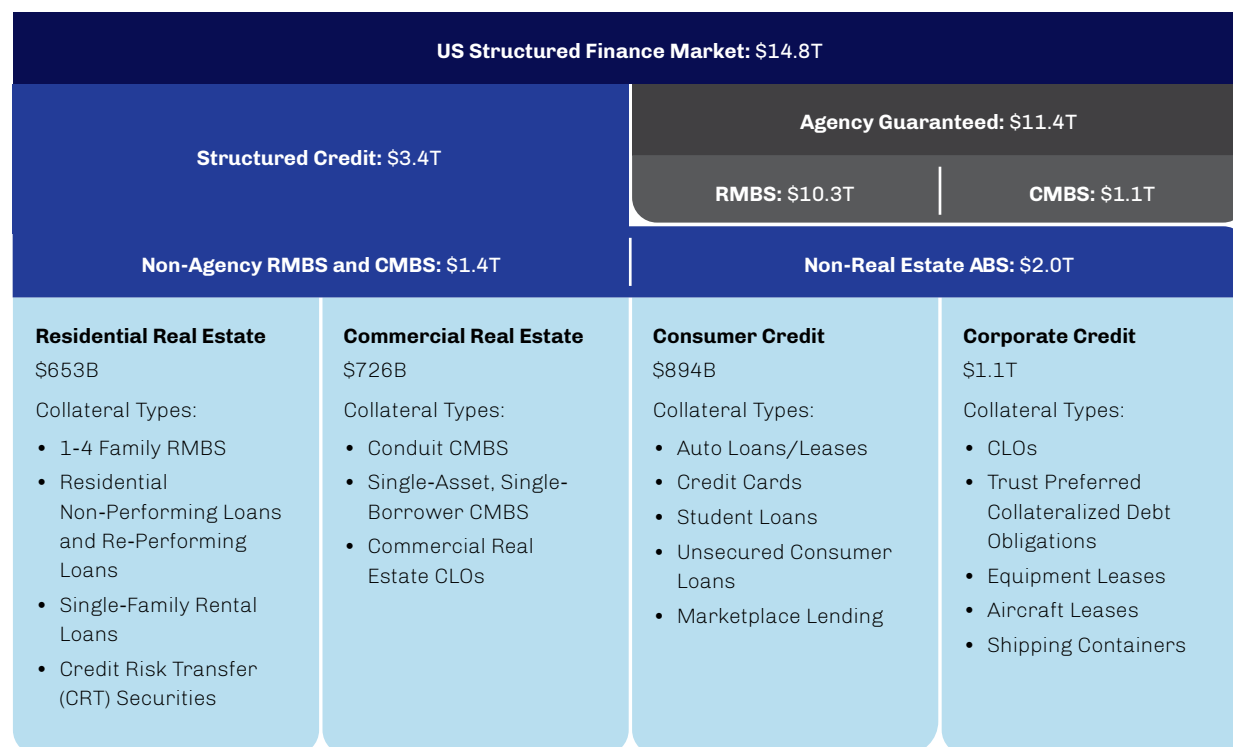 US Structured Finance Market: $14.8T
Structured Credit: $3.4T
Agency Guaranteed: $11.4T
RMBS: $10.3T
CMBS: $1.1T
Non-Agency RMBS and CMBS: $1.4T
Non-Real Estate ABS: $2.0T
Residential Real Estate
$653B
Collateral Types:
• 1-4 Family RMBS
• Residential
Non-Performing Loans
and Re-Performing
Loans
• Single-Family Rental
Loans
• Credit Risk Transfer
(CRT) Securities
Commercial Real Estate
$726B
Collateral Types:
• Conduit CMBS
• Single-Asset, Single-
Borrower CMBS
• Commercial Real
Estate CLOs
Consumer Credit
$894B
Collateral Types:
• Auto Loans/Leases
• Credit Cards
• Student Loans
• Unsecured Consumer
Loans
• Marketplace Lending
Corporate Credit
$1.1T
Collateral Types:
• CLOs
• Trust Preferred
Collateralized Debt
Obligations
• Equipment Leases
• Aircraft Leases
• Shipping Containers